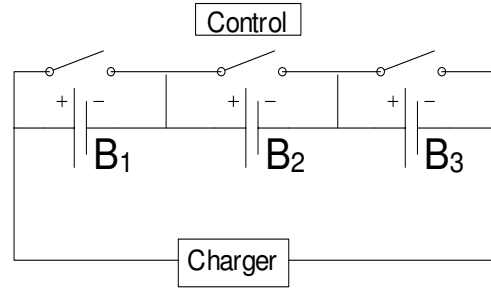 Control
+ − + − + −
B1 B2 B3
Charger